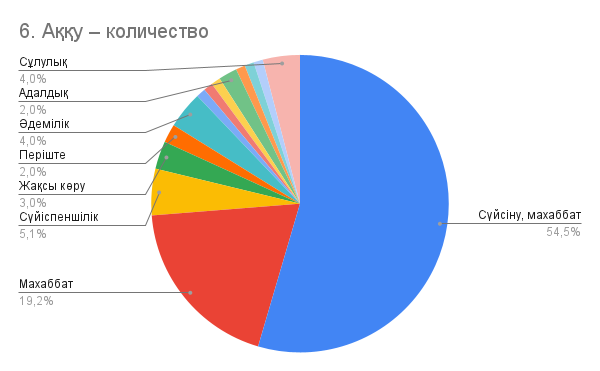 6. Аққу – количество
Сұлулық
4,0%
Адалдық
2,0%
Әдемілік
4,0%
Періште
2,0%
Жақсы көру
3,0%
Сүйіспеншілік
5,1%
Махаббат
19,2%
Сүйсіну, махаббат
54,5%